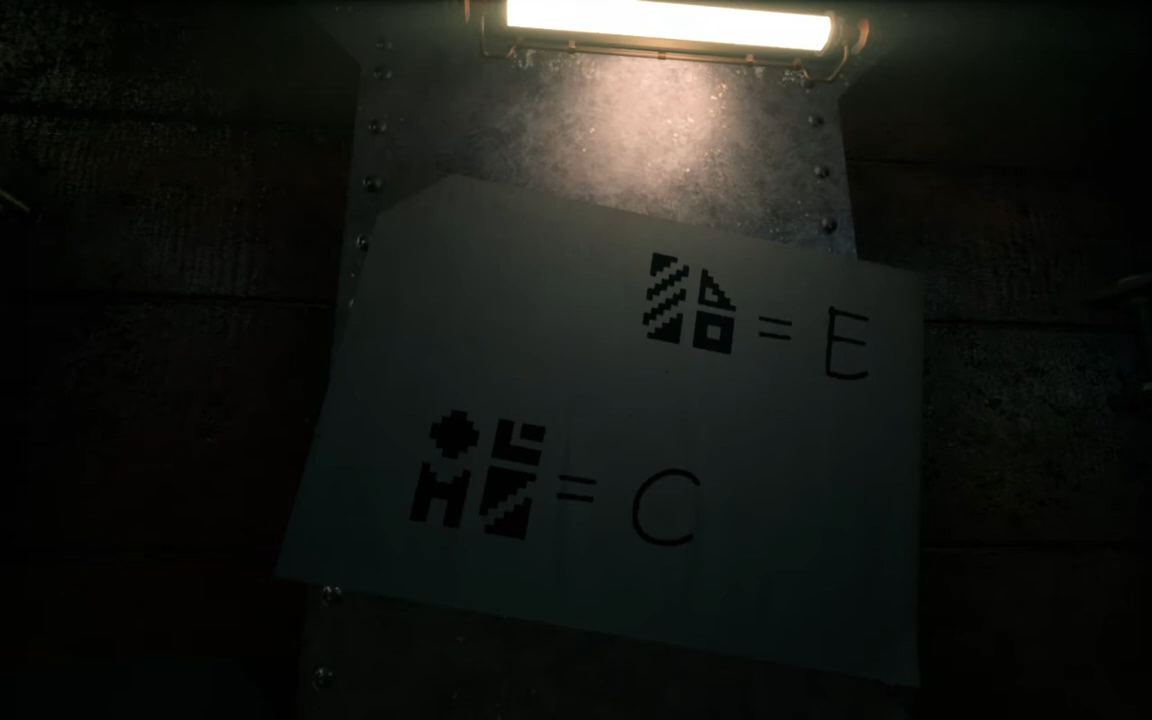 = E
= C